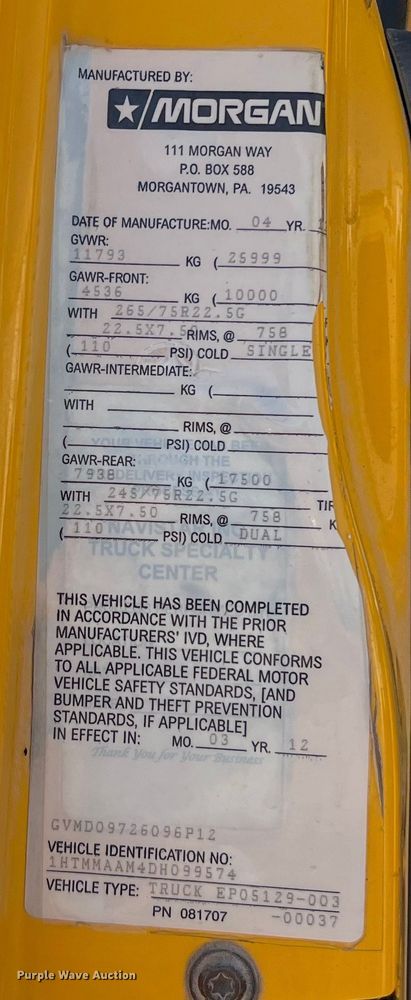 MANUFACTURED BY:
MORGAN
111 MORGAN WAY
P.O. BOX 588
MORGANTOWN, PA. 19543
DATE OF MANUFACTURE:MO. 04 YR.
GVWR:
11793 KG ( 25999
GAWR-FRONT:
4536 KG ( 10000
WITH 265/75R22.5G
22.5X7.50 RIMS, @ 758
( 110 PSI) COLD SINGLE
GAWR-INTERMEDIATE:
KG (
WITH
RIMS, @
( PSI) COLD
GAWR-REAR:
7938 KG ( 17500
WITH 245/75R22.5G TIR
22.5X7.50 RIMS, @ 758 K
( 110 PSI) COLD DUAL
NAVIS
TRUCK SPECIALTY
CENTER
THIS VEHICLE HAS BEEN COMPLETED
IN ACCORDANCE WITH THE PRIOR
MANUFACTURERS' IVD, WHERE
APPLICABLE. THIS VEHICLE CONFORMS
TO ALL APPLICABLE FEDERAL MOTOR
VEHICLE SAFETY STANDARDS, [AND
BUMPER AND THEFT PREVENTION
STANDARDS, IF APPLICABLE]
IN EFFECT IN: MO. 03 YR. 12
Thank You for Your Business
GVMD09726096P12
VEHICLE IDENTIFICATION NO:
1HTMMAAM4DH099574
VEHICLE TYPE: TRUCK EP05129-003
PN 081707 -00037
Purple Wave Auction